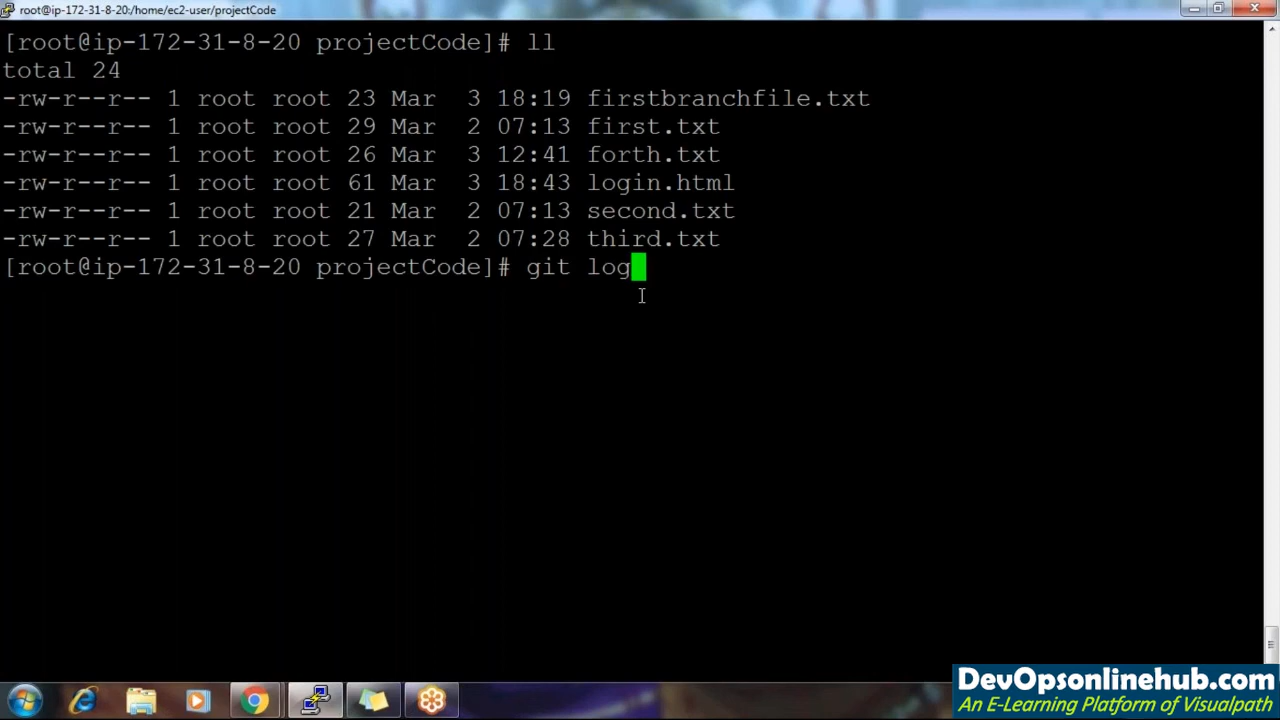 root@ip-172-31-8-20:/home/ec2-user/projectCode
[root@ip-172-31-8-20 projectCode]# ll
total 24
-rw-r--r-- 1 root root 23 Mar  3 18:19 firstbranchfile.txt
-rw-r--r-- 1 root root 29 Mar  2 07:13 first.txt
-rw-r--r-- 1 root root 26 Mar  3 12:41 forth.txt
-rw-r--r-- 1 root root 61 Mar  3 18:43 login.html
-rw-r--r-- 1 root root 21 Mar  2 07:13 second.txt
-rw-r--r-- 1 root root 27 Mar  2 07:28 third.txt
[root@ip-172-31-8-20 projectCode]# git log
DevOpsonlinehub.com
An E-Learning Platform of Visualpath